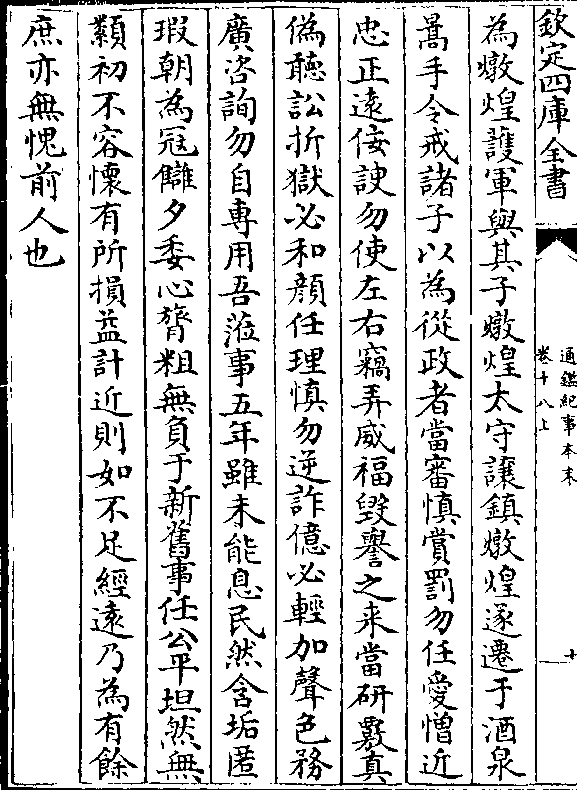 欽定四庫全書
通鑑紀事本末
卷十八上
十
為燉煌護軍與其子燉煌太守讓鎮燉煌遂遷于酒泉
暠手令戒諸子以為從政者當審慎賞罰勿任愛憎近
忠正遠佞諛勿使左右竊弄威福毀譽之来當研覈真
偽聽訟折獄必和顔任理慎勿逆詐億必輕加聲色務
廣咨詢勿自專用吾蒞事五年雖未能息民然含垢匿
瑕朝為寇讎夕委心膂粗無負于新舊事任公平坦然無
纇初不容懐有所損益計近則如不足經遠乃為有餘
庶亦無愧前人也